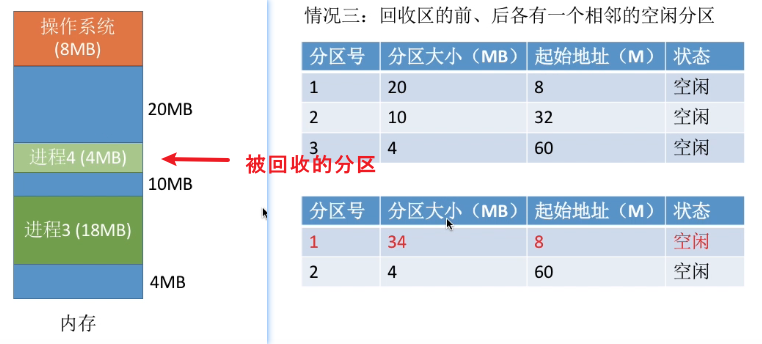 操作系统
(8MB)
20MB
进程4 (4MB)
10MB
进程3 (18MB)
4MB
内存
情况三：回收区的前、后各有一个相邻的空闲分区
分区号 分区大小（MB） 起始地址（M） 状态
1 20 8 空闲
2 10 32 空闲
3 4 60 空闲
被回收的分区
分区号 分区大小（MB） 起始地址（M） 状态
1 34 8 空闲
2 4 60 空闲